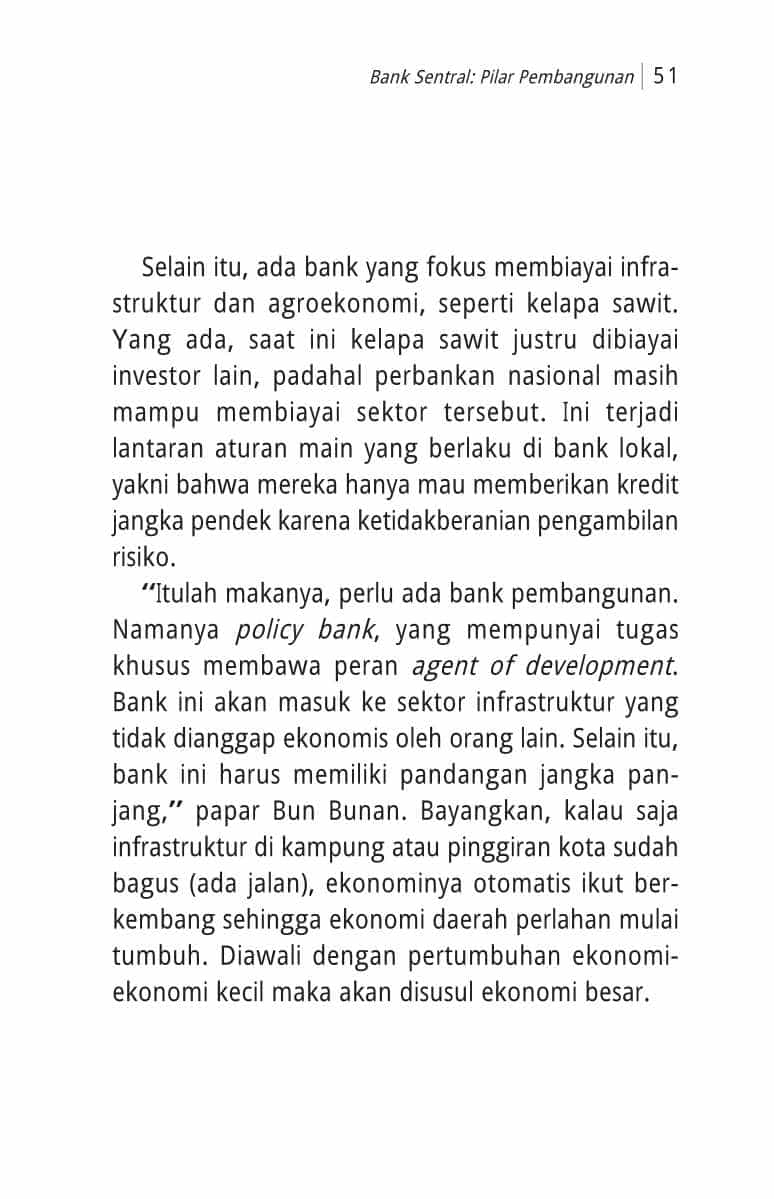 Bank Sentral: Pilar Pembangunan | 51
Selain itu, ada bank yang fokus membiayai infra-
struktur dan agroekonomi, seperti kelapa sawit.
Yang ada, saat ini kelapa sawit justru dibiayai
investor lain, padahal perbankan nasional masih
mampu membiayai sektor tersebut. Ini terjadi
lantaran aturan main yang berlaku di bank lokal,
yakni bahwa mereka hanya mau memberikan kredit
jangka pendek karena ketidakberanian pengambilan
risiko.
“Itulah makanya, perlu ada bank pembangunan.
Namanya policy bank, yang mempunyai tugas
khusus membawa peran agent of development.
Bank ini akan masuk ke sektor infrastruktur yang
tidak dianggap ekonomis oleh orang lain. Selain itu,
bank ini harus memiliki pandangan jangka pan-
jang,” papar Bun Bunan. Bayangkan, kalau saja
infrastruktur di kampung atau pinggiran kota sudah
bagus (ada jalan), ekonominya otomatis ikut ber-
kembang sehingga ekonomi daerah perlahan mulai
tumbuh. Diawali dengan pertumbuhan ekonomi-
ekonomi kecil maka akan disusul ekonomi besar.